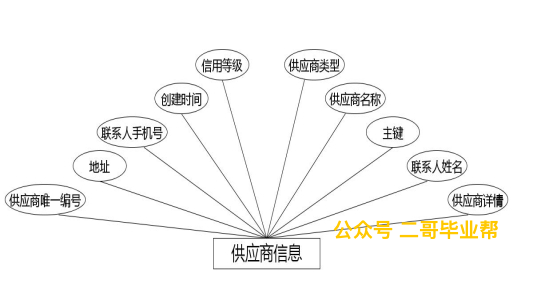 信用等级
供应商类型
创建时间
供应商名称
联系人手机号
主键
地址
联系人姓名
供应商唯一编号
供应商详情
公众号 二哥毕业帮
供应商信息